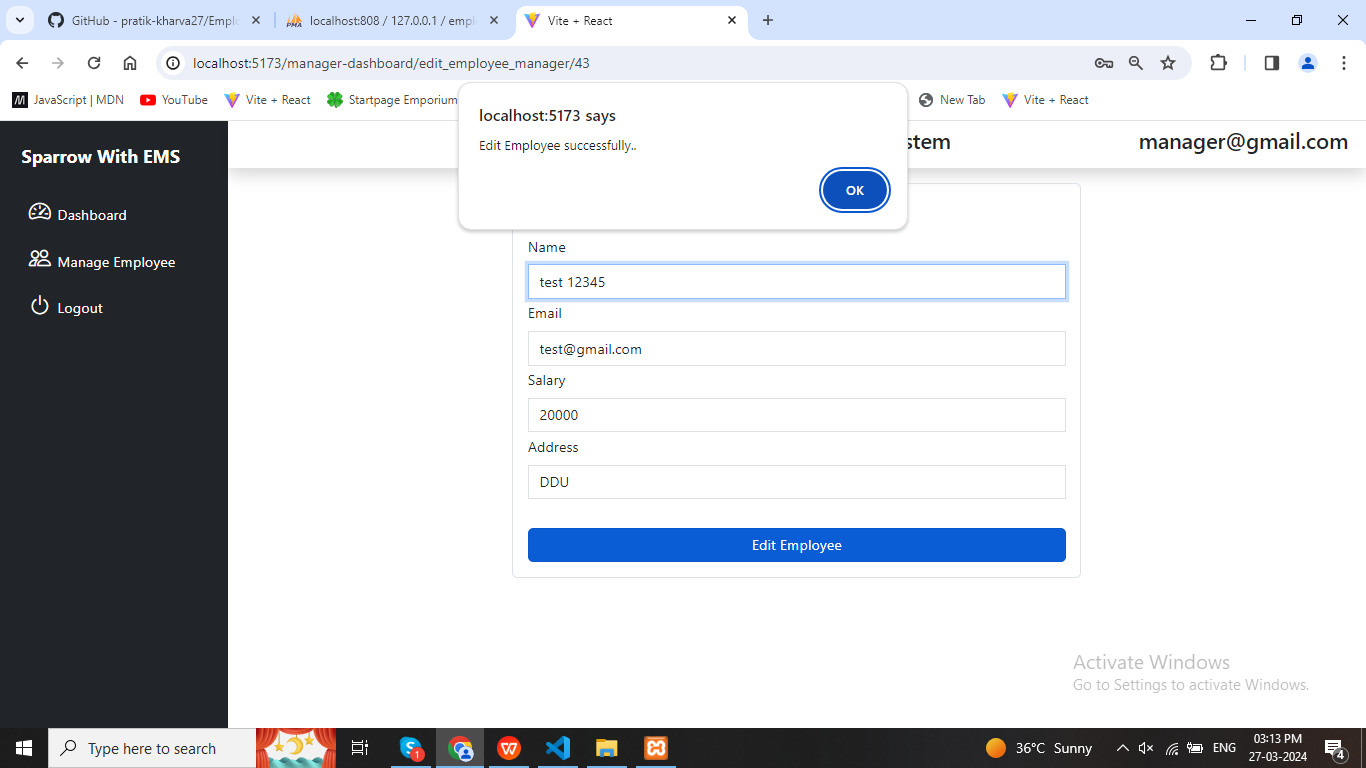 GitHub - pratik-kharva27/Emplo
localhost:808 / 127.0.0.1 / empl
Vite + React
localhost:5173/manager-dashboard/edit_employee_manager/43
JavaScript | MDN
YouTube
Vite + React
Startpage Emporium
New Tab
Vite + React
localhost:5173 says
Edit Employee successfully..
OK
Sparrow With EMS
Dashboard
Manage Employee
Logout
stem
manager@gmail.com
Name
test 12345
Email
test@gmail.com
Salary
20000
Address
DDU
Edit Employee
Activate Windows
Go to Settings to activate Windows.
Type here to search
1
36°C Sunny
ENG
03:13 PM
27-03-2024
4